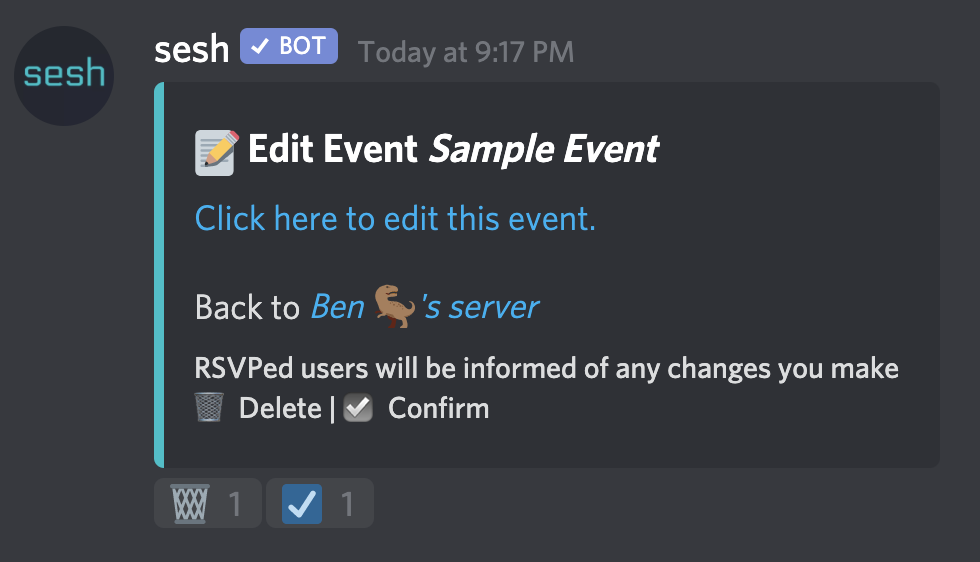 sesh
sesh ✓ BOT Today at 9:17 PM
📝 Edit Event Sample Event
Click here to edit this event.
Back to Ben 🦖's server
RSVPed users will be informed of any changes you make
🗑️ Delete | ☑️ Confirm
🗑️ 1 ☑️ 1